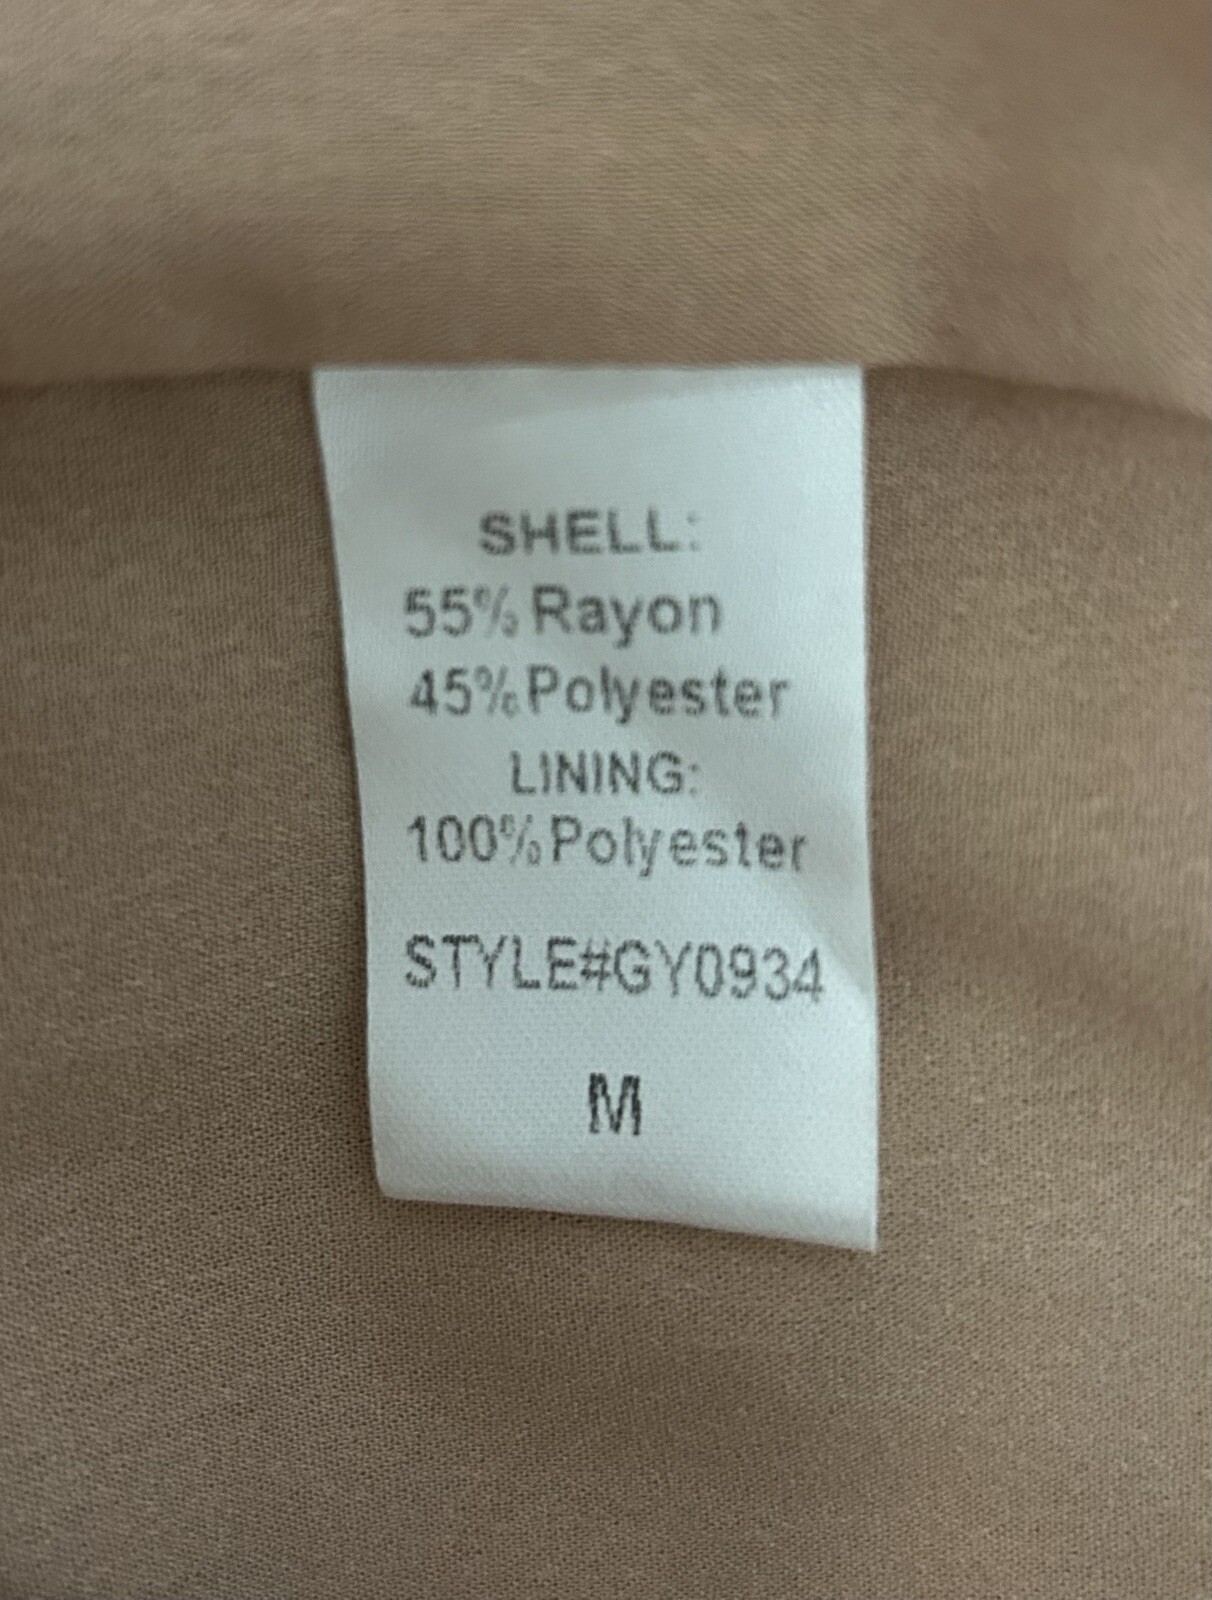 SHELL:
55% Rayon
45% Polyester
LINING:
100% Polyester
STYLE#GY0934
M